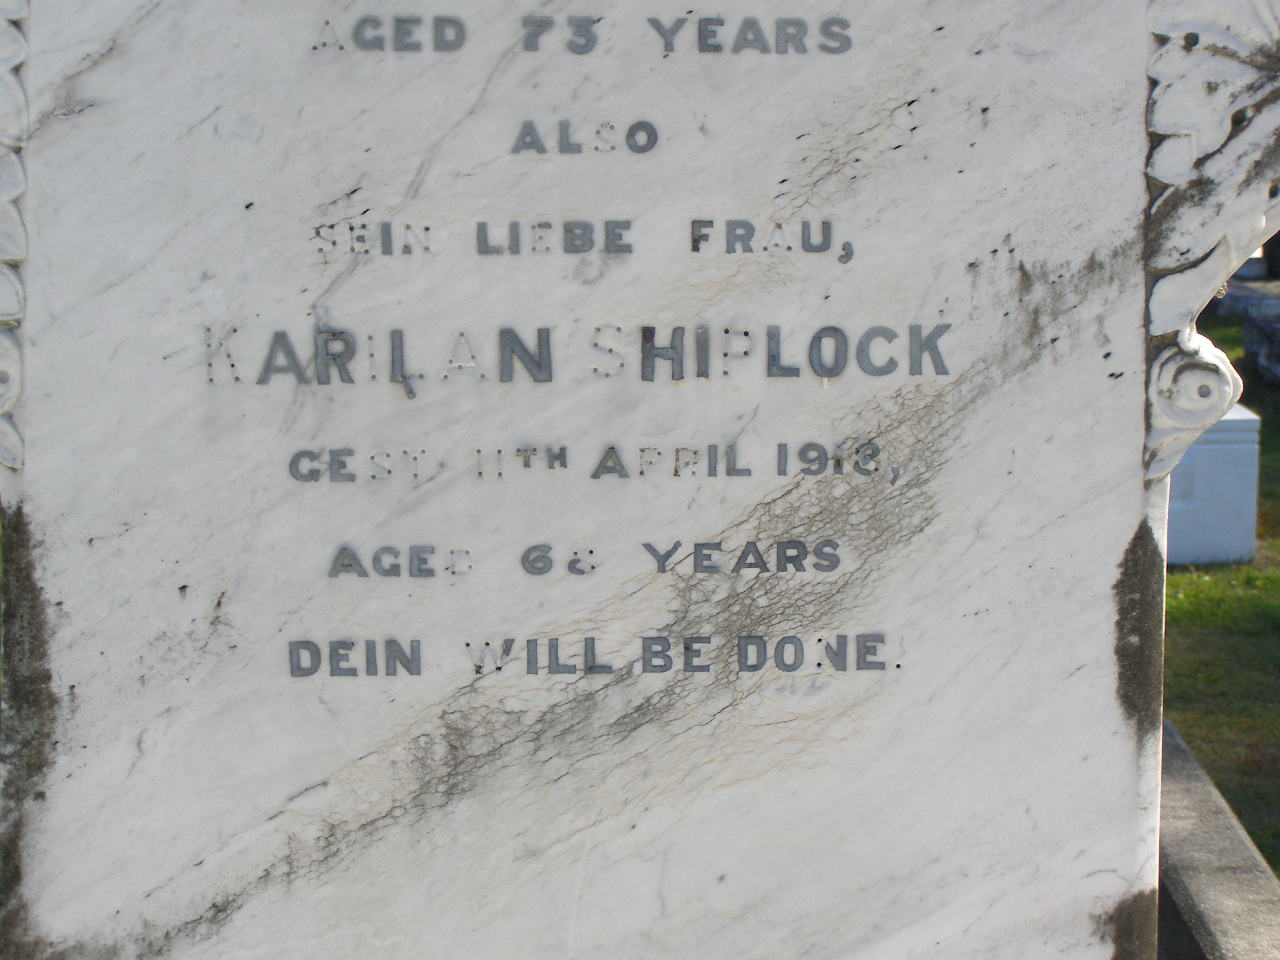 AGED 73 YEARS
ALSO
SEIN LIEBE FRAU,
KARILAN SHIPLOCK
GEST. 11TH APRIL 1918,
AGED 68 YEARS
DEIN WILL BE DONE.